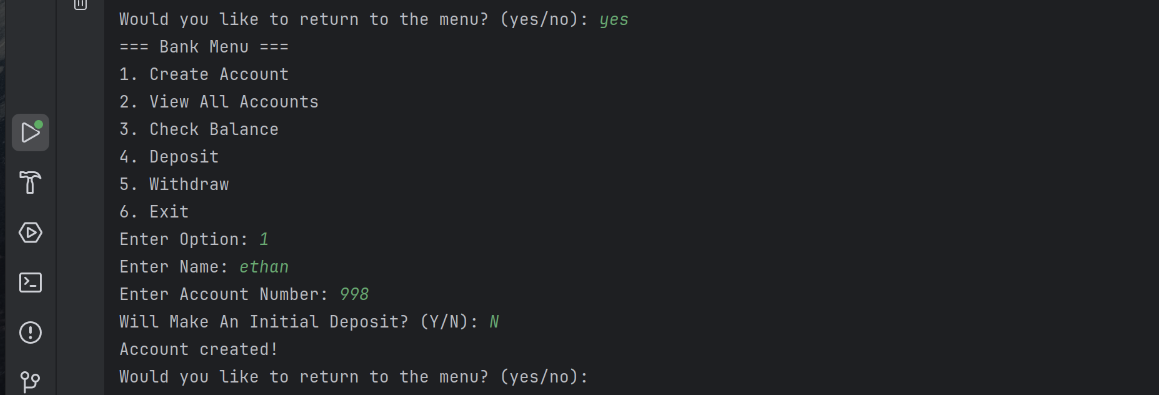 Would you like to return to the menu? (yes/no): yes
=== Bank Menu ===
1. Create Account
2. View All Accounts
3. Check Balance
4. Deposit
5. Withdraw
6. Exit
Enter Option: 1
Enter Name: ethan
Enter Account Number: 998
Will Make An Initial Deposit? (Y/N): N
Account created!
Would you like to return to the menu? (yes/no):